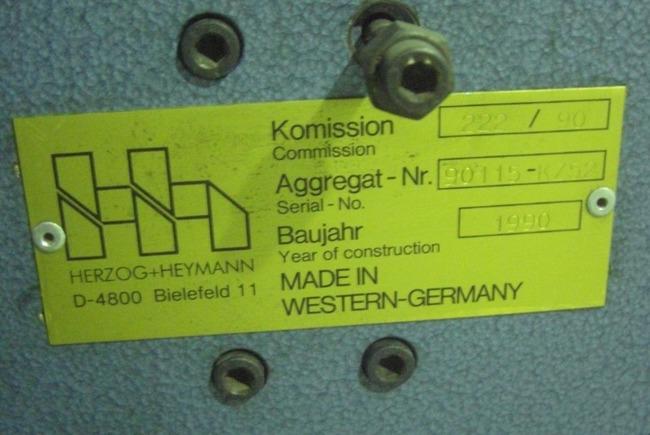 Komission 222 / 90
Commission
Aggregat-Nr. 90115-K/52
Serial-No.
Baujahr 1990
Year of construction
MADE IN
WESTERN-GERMANY
HERZOG+HEYMANN
D-4800 Bielefeld 11